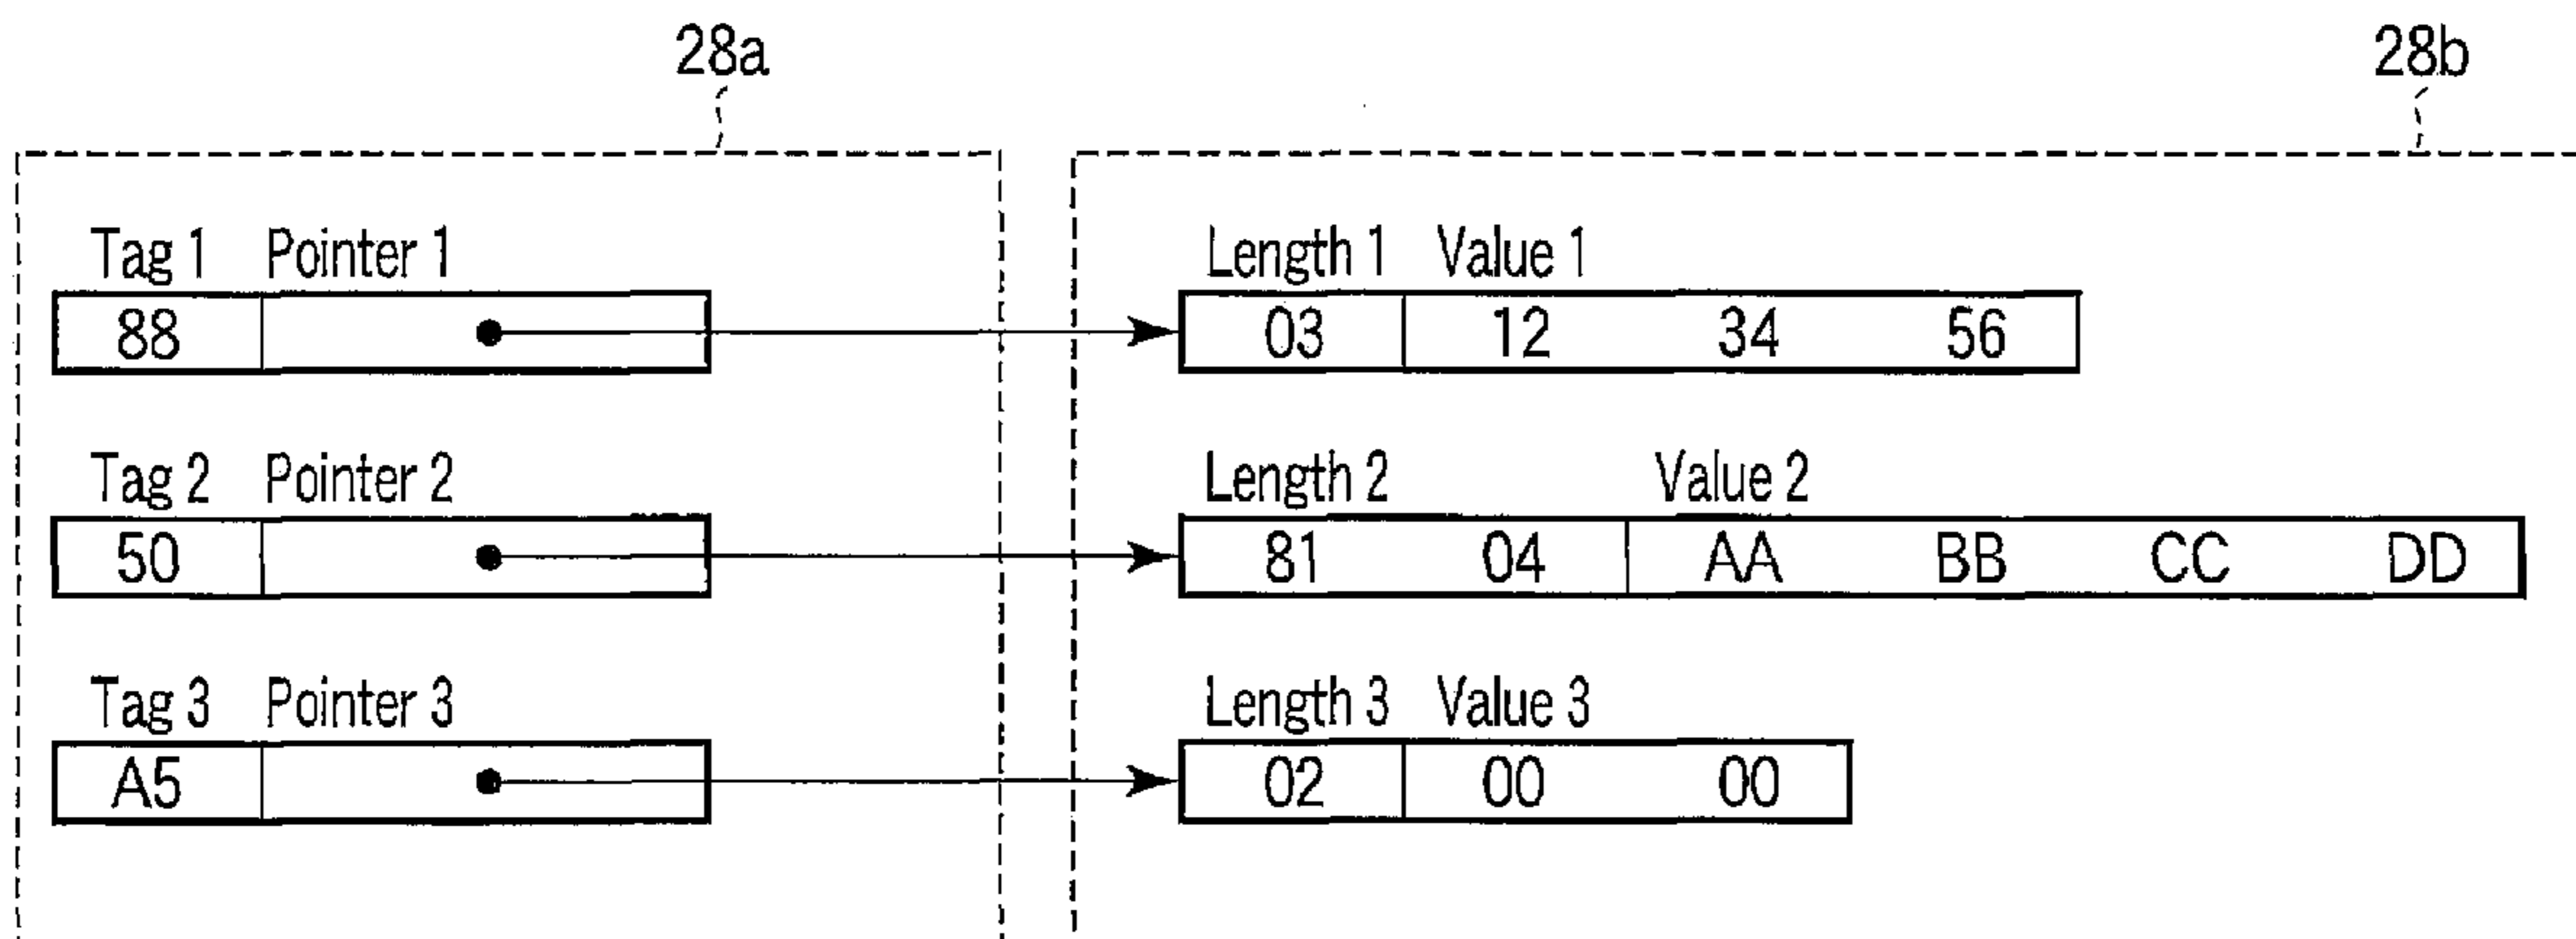 28a 28b
Tag 1 Pointer 1 Length 1 Value 1
88 03 12 34 56
Tag 2 Pointer 2 Length 2 Value 2
50 81 04 AA BB CC DD
Tag 3 Pointer 3 Length 3 Value 3
A5 02 00 00